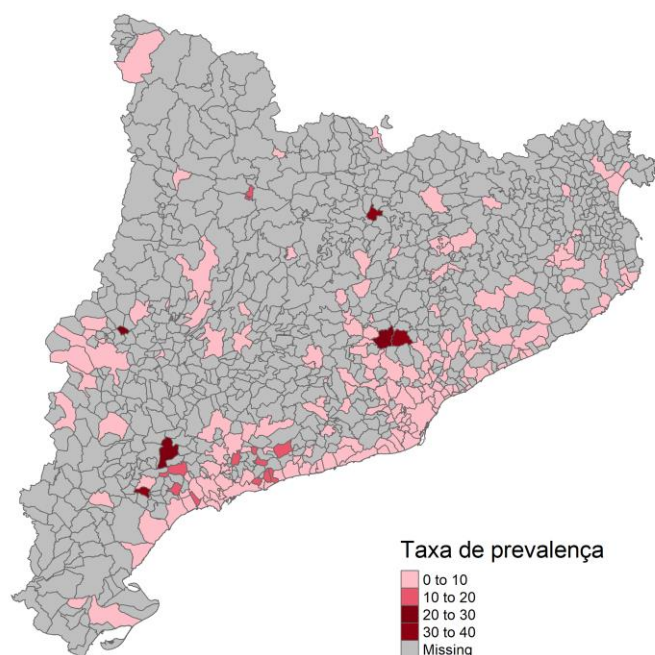 Taxa de prevalença
0 to 10
10 to 20
20 to 30
30 to 40
Missing